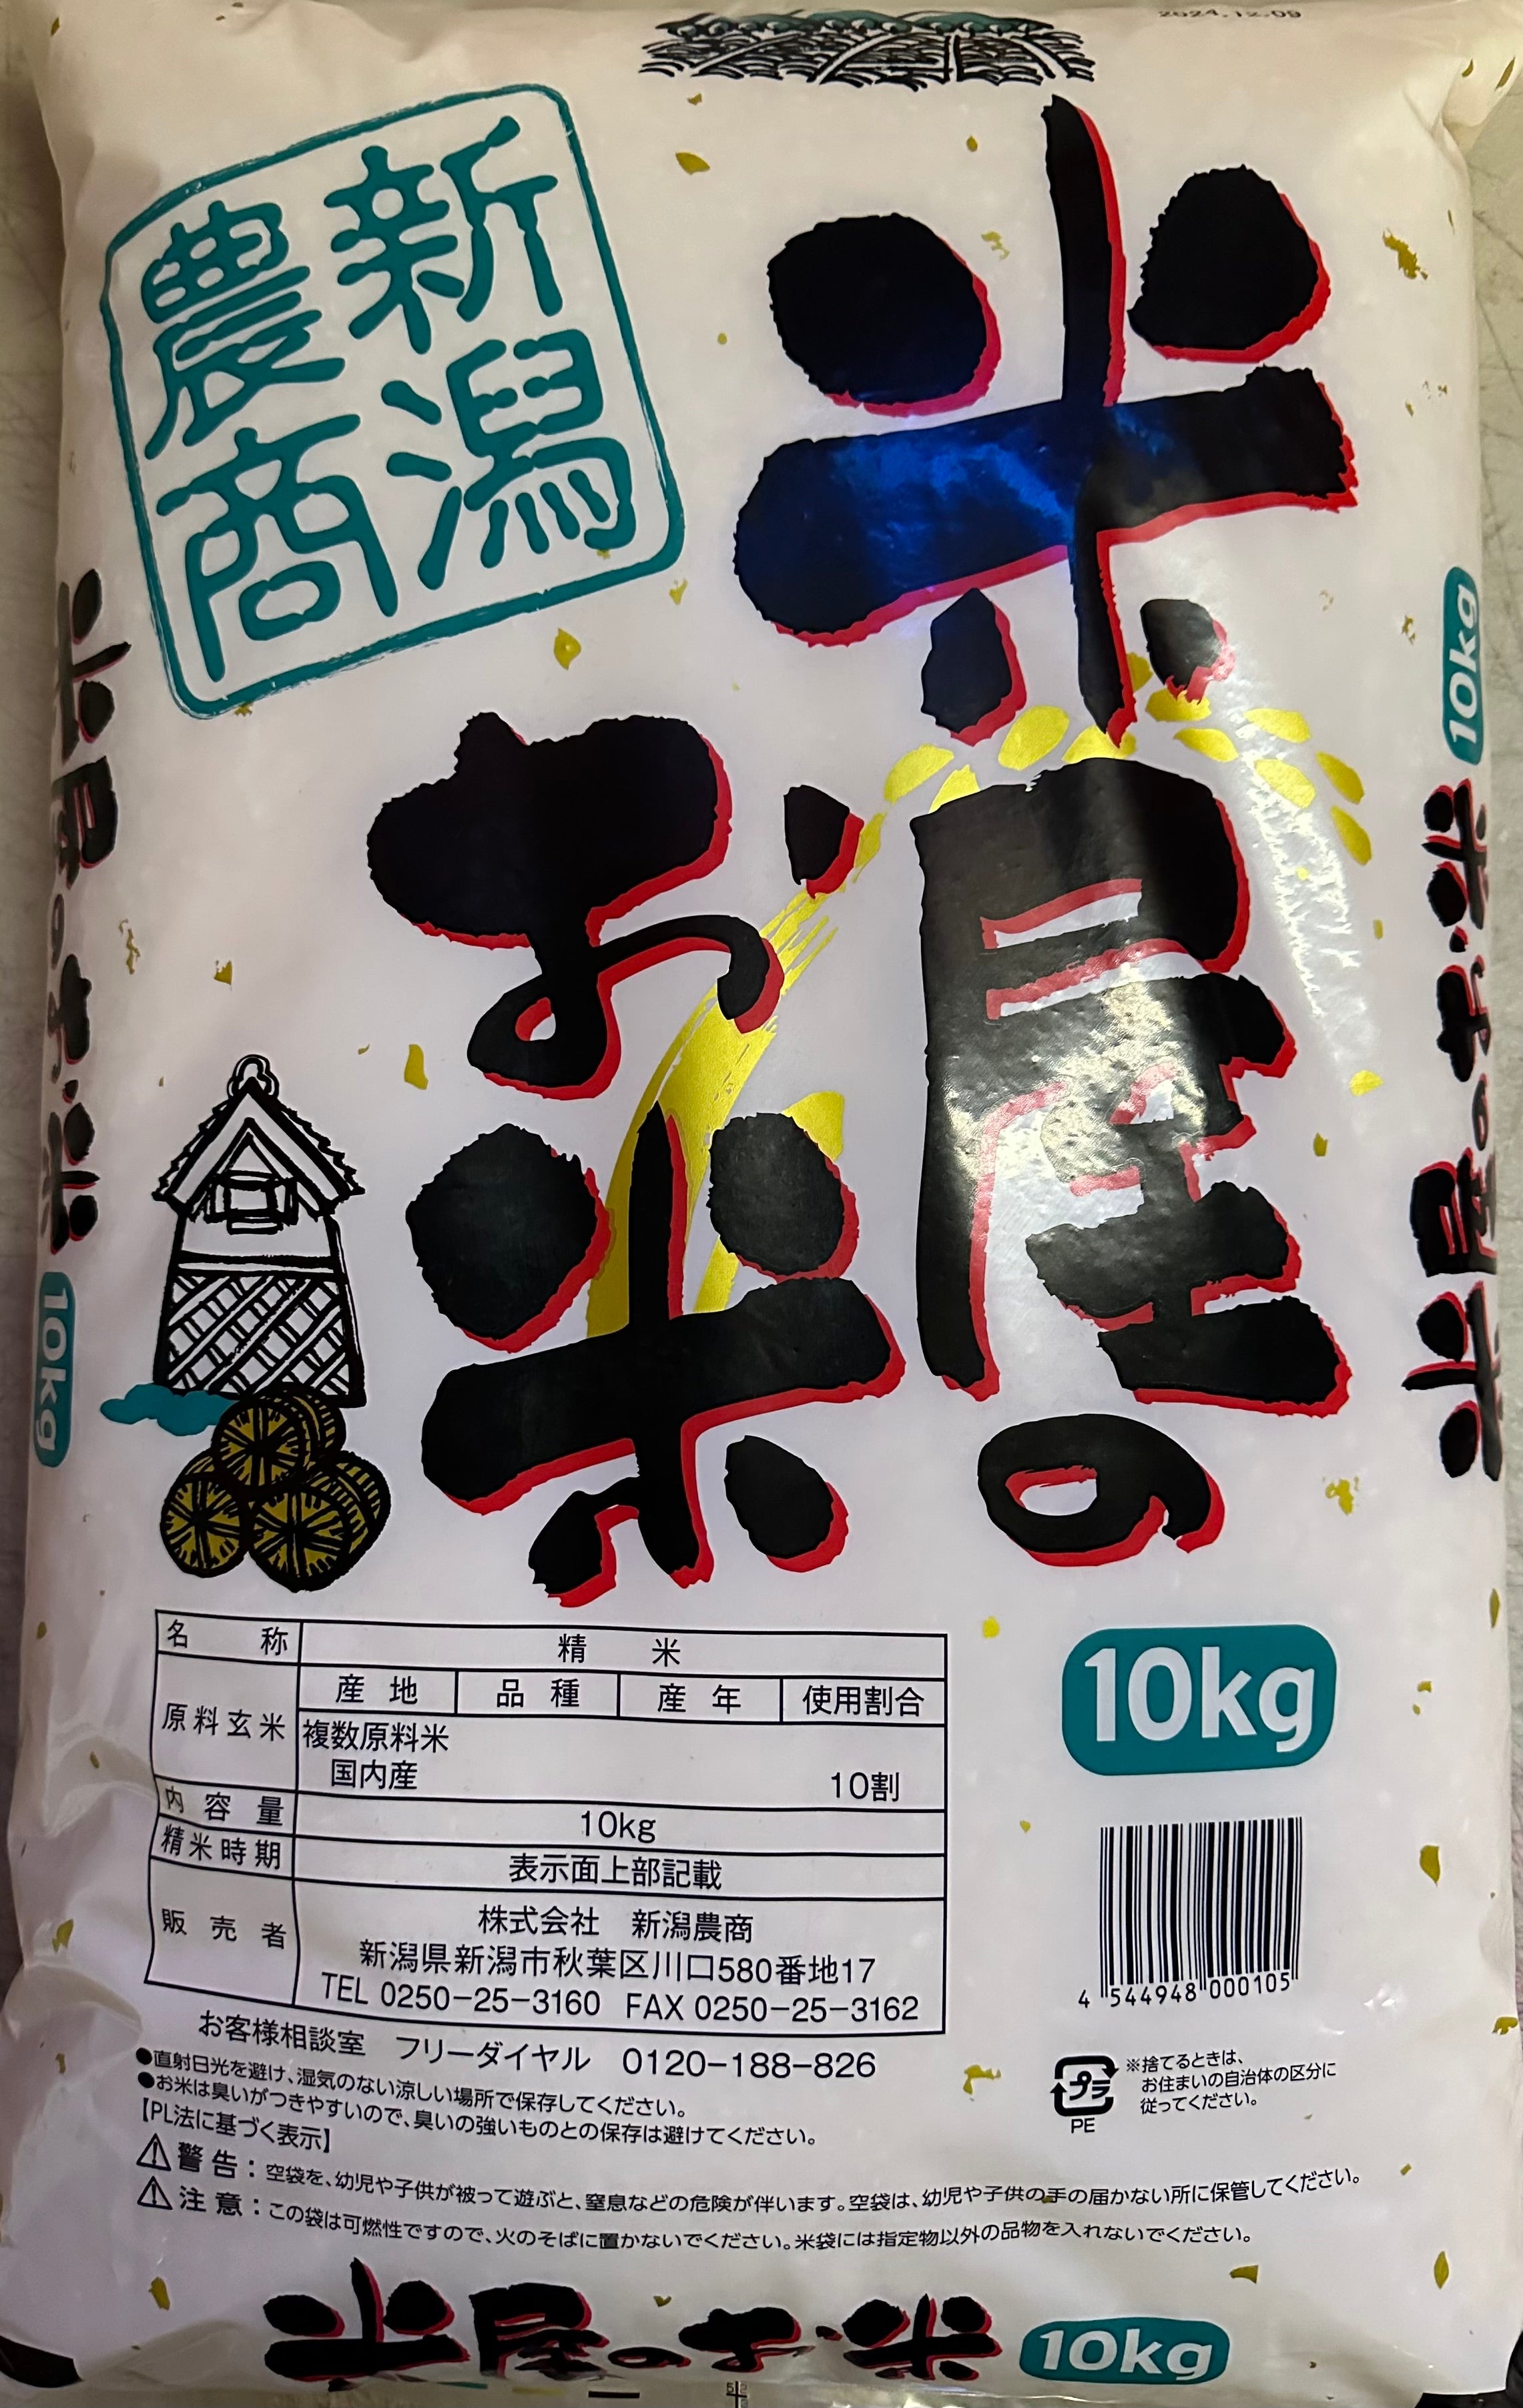 2024.12.09
新潟
農商
米屋の
お米
米屋のお米 10kg
米屋のお米 10kg
名称 精米
原料玄米 産地 品種 産年 使用割合
複数原料米
国内産 10割
内容量 10kg
精米時期 表示面上部記載
販売者 株式会社 新潟農商
新潟県新潟市秋葉区川口580番地17
TEL 0250-25-3160 FAX 0250-25-3162
10kg
4 544948 000105
お客様相談室 フリーダイヤル 0120-188-826
●直射日光を避け、湿気のない涼しい場所で保存してください。
●お米は臭いがつきやすいので、臭いの強いものとの保存は避けてください。
プラ
PE
※捨てるときは、
お住まいの自治体の区分に
従ってください。
【PL法に基づく表示】
警告：空袋を、幼児や子供が被って遊ぶと、窒息などの危険が伴います。空袋は、幼児や子供の手の届かない所に保管してください。
注意：この袋は可燃性ですので、火のそばに置かないでください。米袋には指定物以外の品物を入れないでください。
米屋のお米 10kg